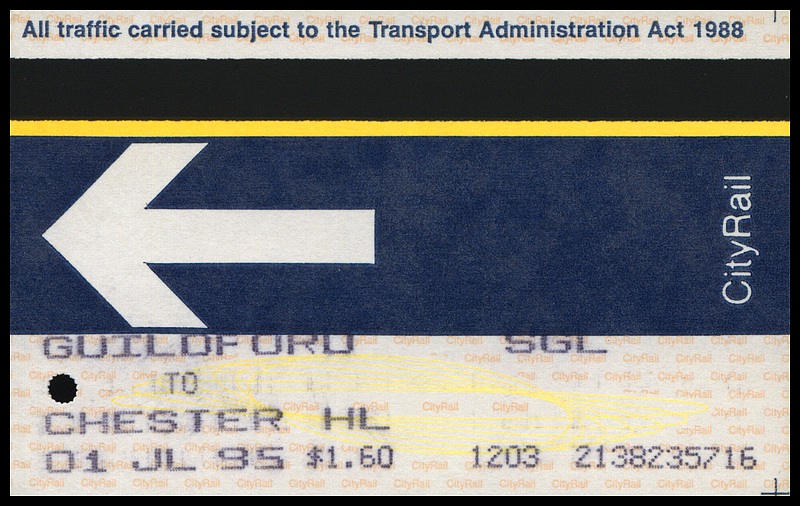 All traffic carried subject to the Transport Administration Act 1988
CityRail
GUILDFORD SGL
TO
CHESTER HL
01 JL 95 $1.60 1203 2138235716